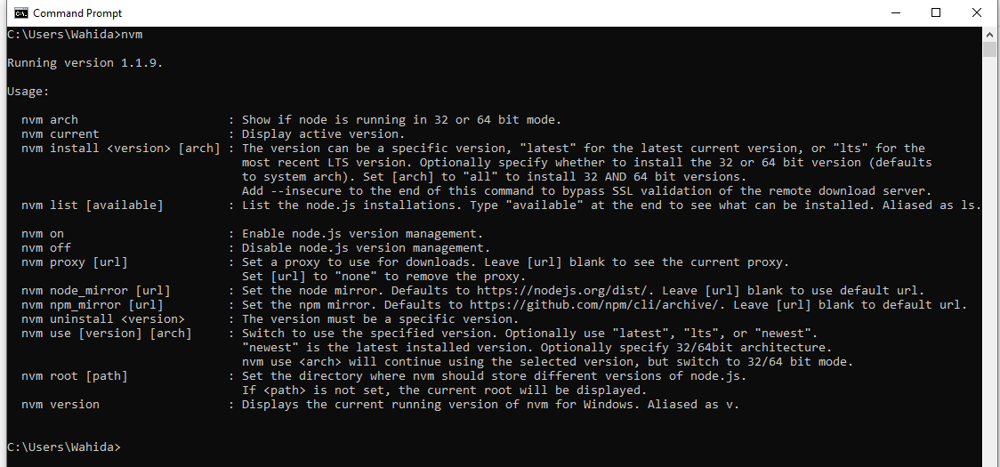 Command Prompt
C:\Users\Wahida>nvm
Running version 1.1.9.
Usage:
nvm arch : Show if node is running in 32 or 64 bit mode.
nvm current : Display active version.
nvm install <version> [arch] : The version can be a specific version, "latest" for the latest current version, or "lts" for the
most recent LTS version. Optionally specify whether to install the 32 or 64 bit version (defaults
to system arch). Set [arch] to "all" to install 32 AND 64 bit versions.
Add --insecure to the end of this command to bypass SSL validation of the remote download server.
nvm list [available] : List the node.js installations. Type "available" at the end to see what can be installed. Aliased as ls.
nvm on : Enable node.js version management.
nvm off : Disable node.js version management.
nvm proxy [url] : Set a proxy to use for downloads. Leave [url] blank to see the current proxy.
Set [url] to "none" to remove the proxy.
nvm node_mirror [url] : Set the node mirror. Defaults to https://nodejs.org/dist/. Leave [url] blank to use default url.
nvm npm_mirror [url] : Set the npm mirror. Defaults to https://github.com/npm/cli/archive/. Leave [url] blank to default url.
nvm uninstall <version> : The version must be a specific version.
nvm use [version] [arch] : Switch to use the specified version. Optionally use "latest", "lts", or "newest".
"newest" is the latest installed version. Optionally specify 32/64bit architecture.
nvm use <arch> will continue using the selected version, but switch to 32/64 bit mode.
nvm root [path] : Set the directory where nvm should store different versions of node.js.
If <path> is not set, the current root will be displayed.
nvm version : Displays the current running version of nvm for Windows. Aliased as v.
C:\Users\Wahida>